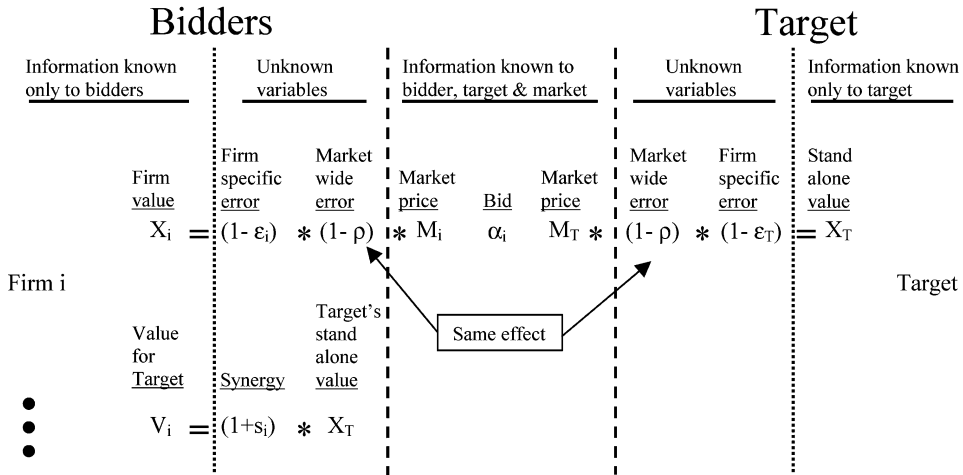 Bidders
Target
Information known
only to bidders
Unknown
variables
Information known to
bidder, target & market
Unknown
variables
Information known
only to target
Firm
value
Firm
specific
error
Market
wide
error
Market
price
Bid
Market
price
Market
wide
error
Firm
specific
error
Stand
alone
value
Xi = (1- εi) * (1- ρ) * Mi αi MT * (1- ρ) * (1- εT) = XT
Firm i
Target
Same effect
Value
for
Target
Synergy
Target's
stand
alone
value
Vi = (1+si) * XT